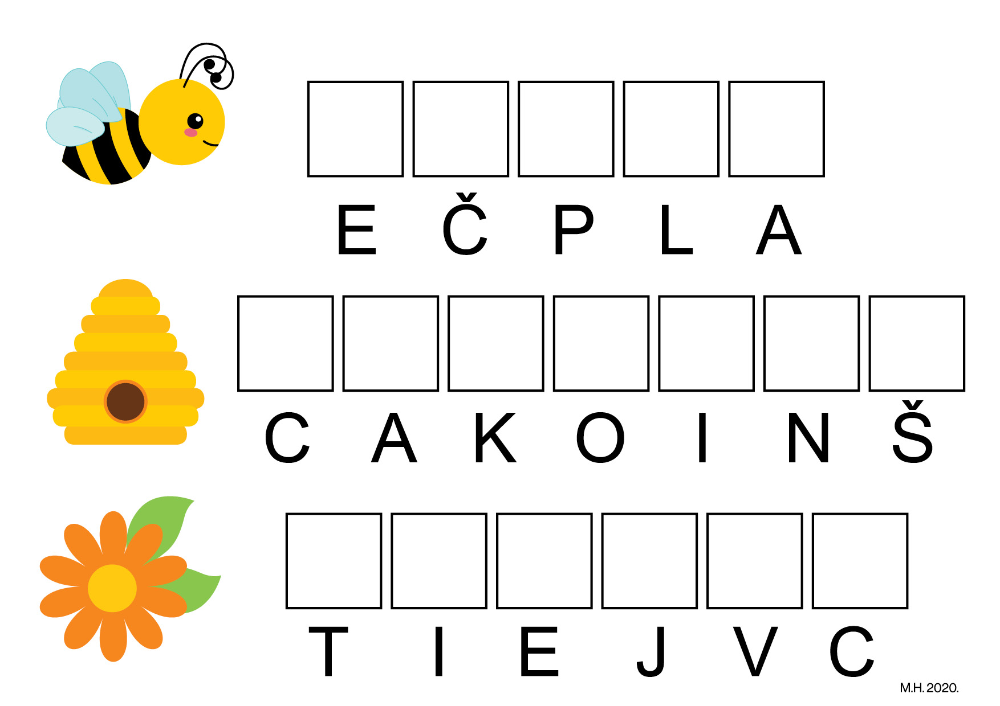 E Č P L A
C A K O I N Š
T I E J V C
M.H. 2020.